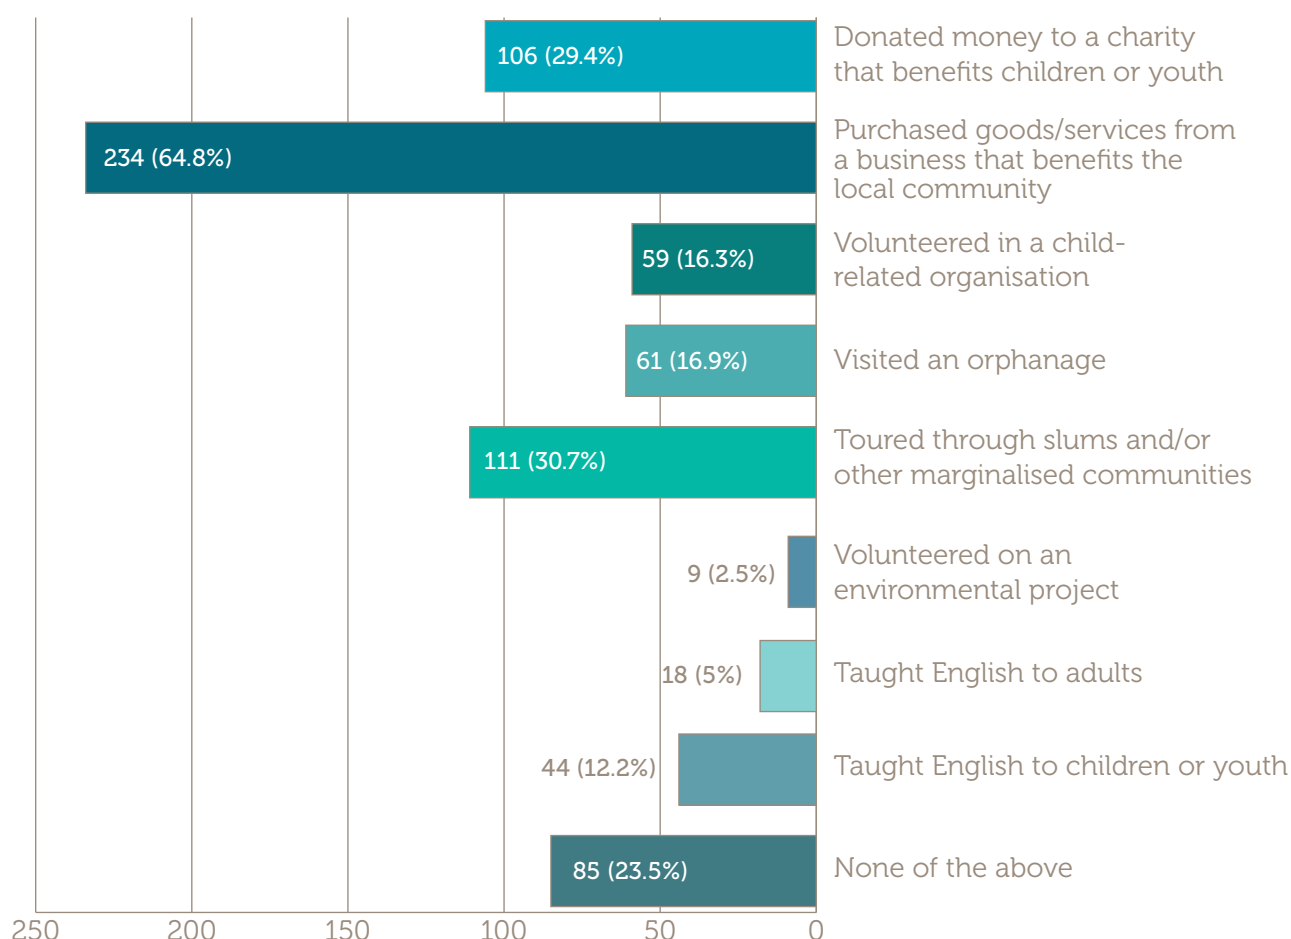 106 (29.4%)
Donated money to a charity
that benefits children or youth
234 (64.8%)
Purchased goods/services from
a business that benefits the
local community
59 (16.3%)
Volunteered in a child-
related organisation
61 (16.9%)
Visited an orphanage
111 (30.7%)
Toured through slums and/or
other marginalised communities
9 (2.5%)
Volunteered on an
environmental project
18 (5%)
Taught English to adults
44 (12.2%)
Taught English to children or youth
85 (23.5%)
None of the above
250 200 150 100 50 0